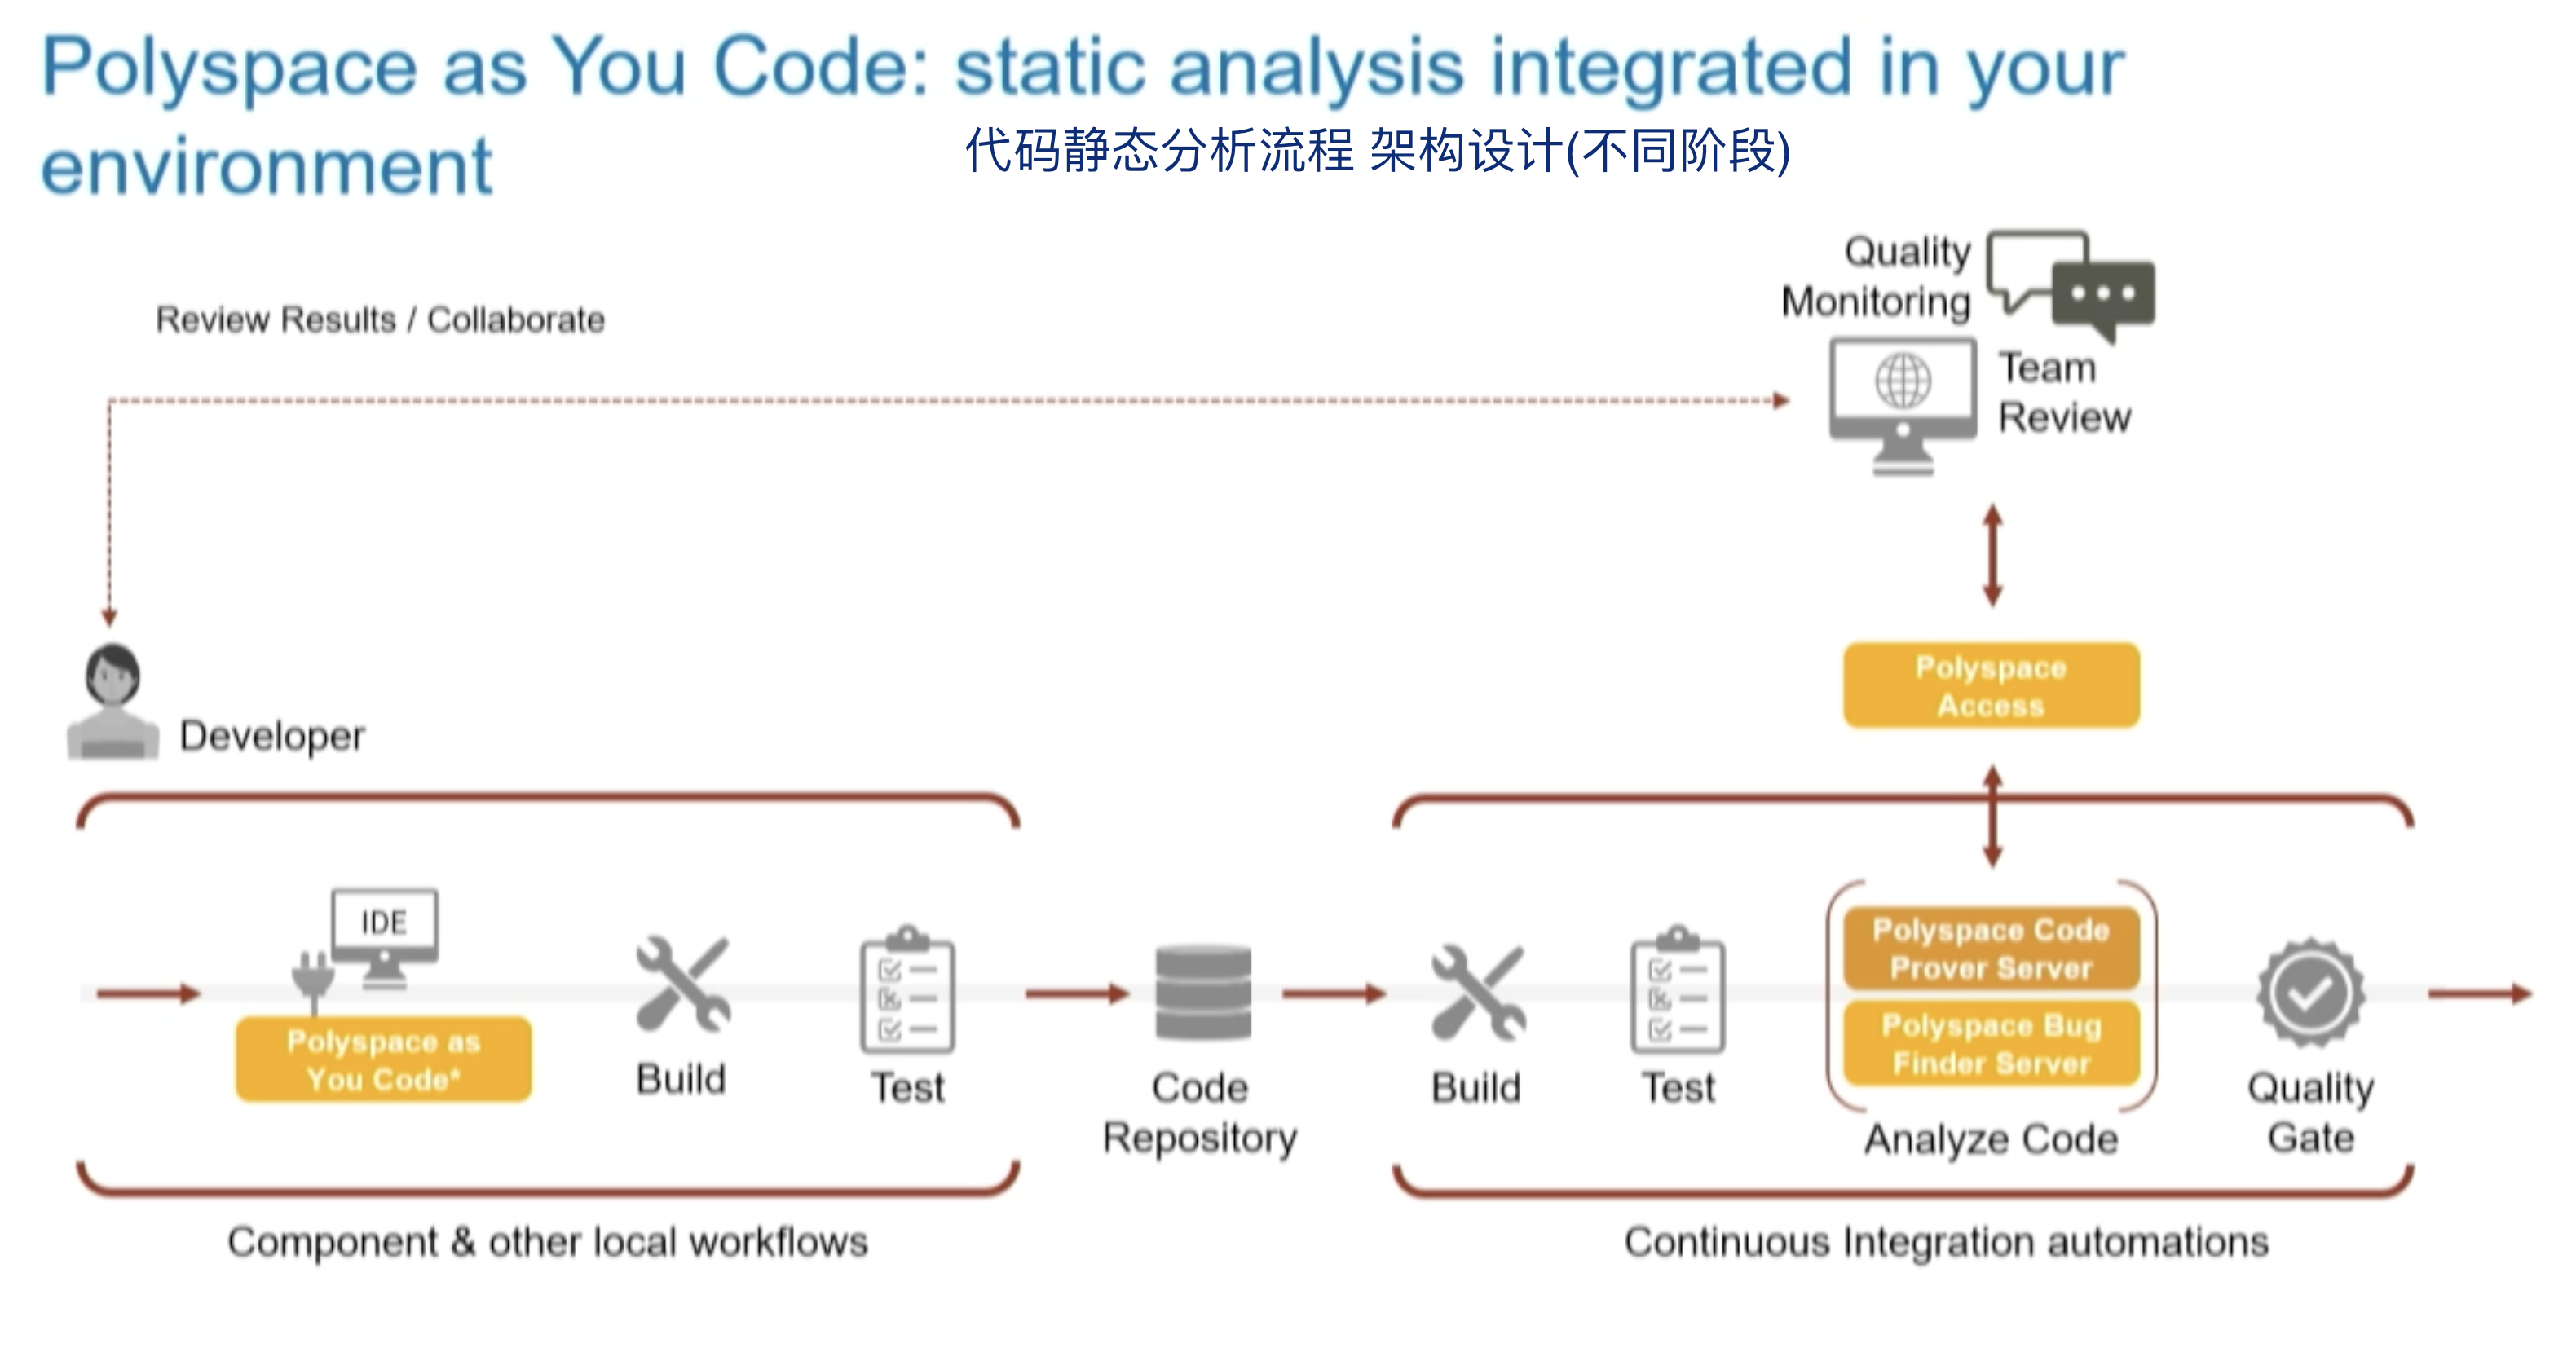 Polyspace as You Code: static analysis integrated in your
environment
代码静态分析流程 架构设计(不同阶段)
Quality
Monitoring
Review Results / Collaborate
Team
Review
Polyspace
Access
Developer
IDE
Polyspace as
You Code*
Build
Test
Code
Repository
Build
Test
Polyspace Code
Prover Server
Polyspace Bug
Finder Server
Analyze Code
Quality
Gate
Component & other local workflows
Continuous Integration automations